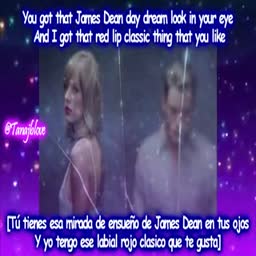 You got that James Dean day dream look in your eye
And I got that red lip classic thing that you like
@Tanajblove
[Tú tienes esa mirada de ensueño de James Dean en tus ojos
Y yo tengo ese labial rojo clasico que te gusta]